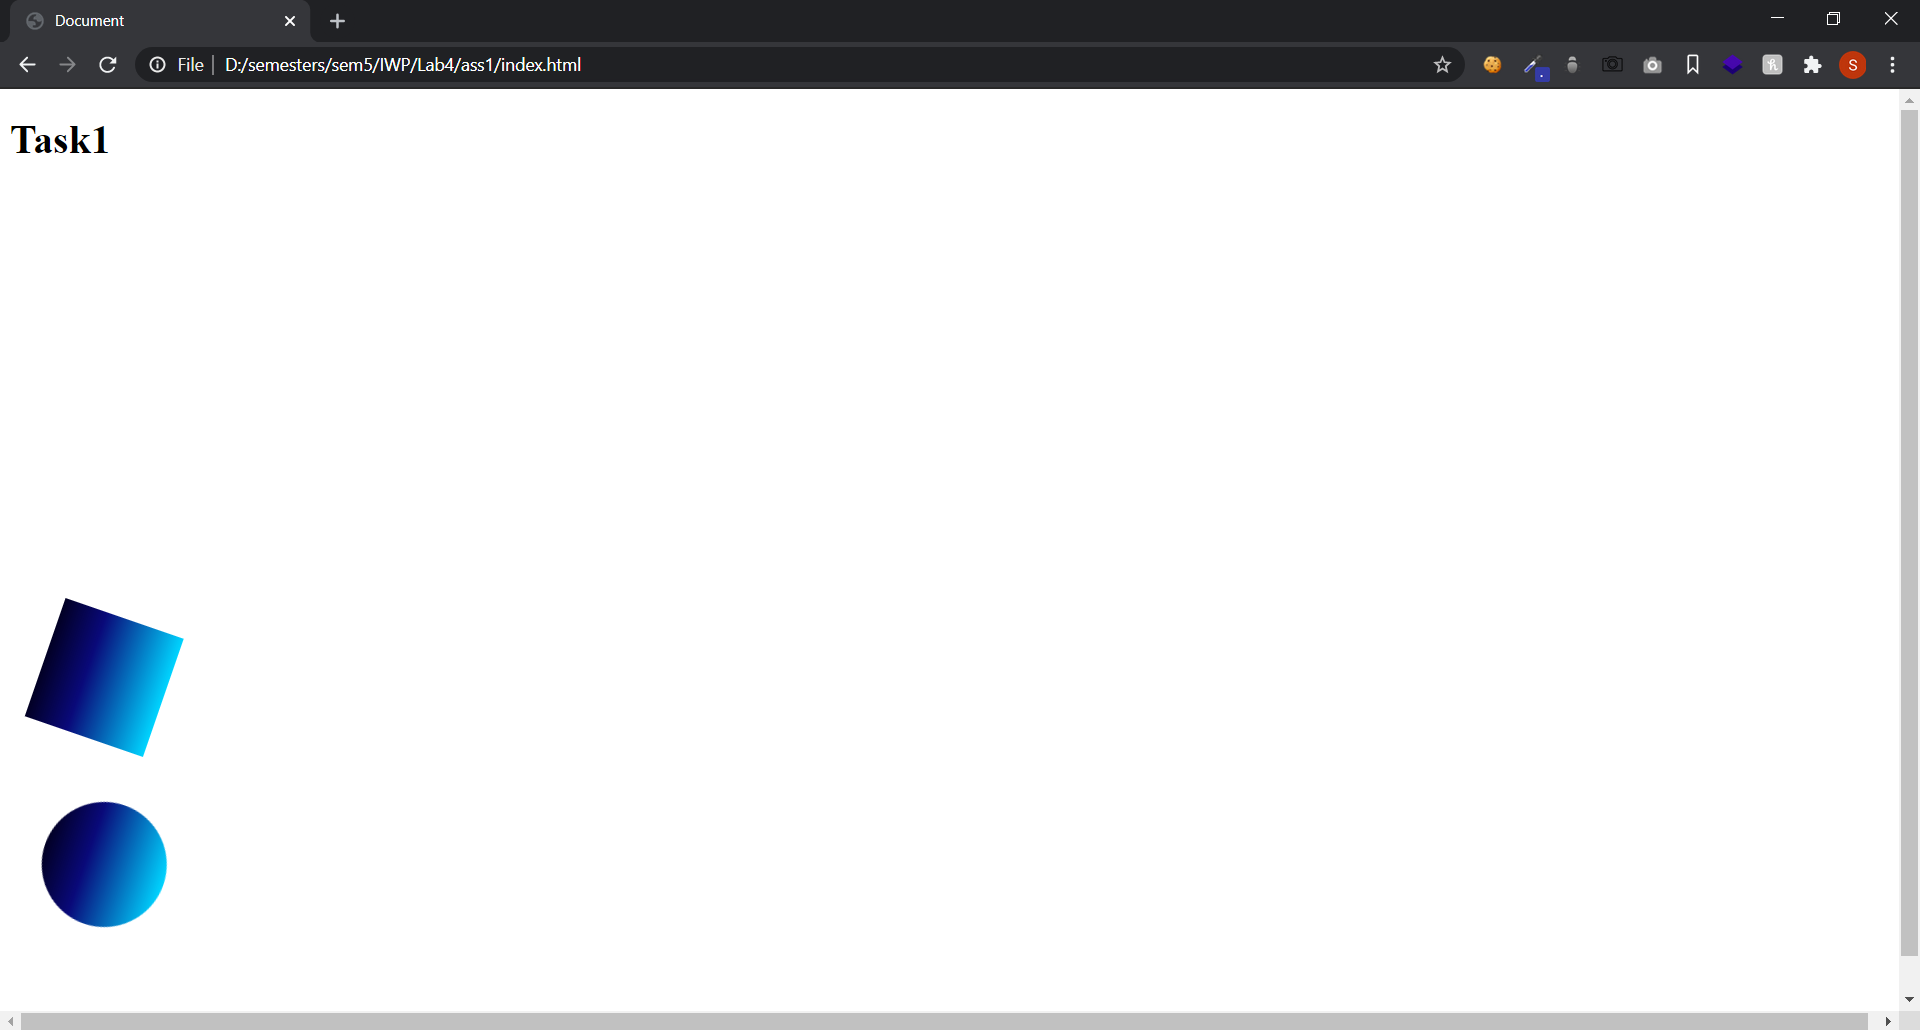 Document
File D:/semesters/sem5/IWP/Lab4/ass1/index.html
S
Task1